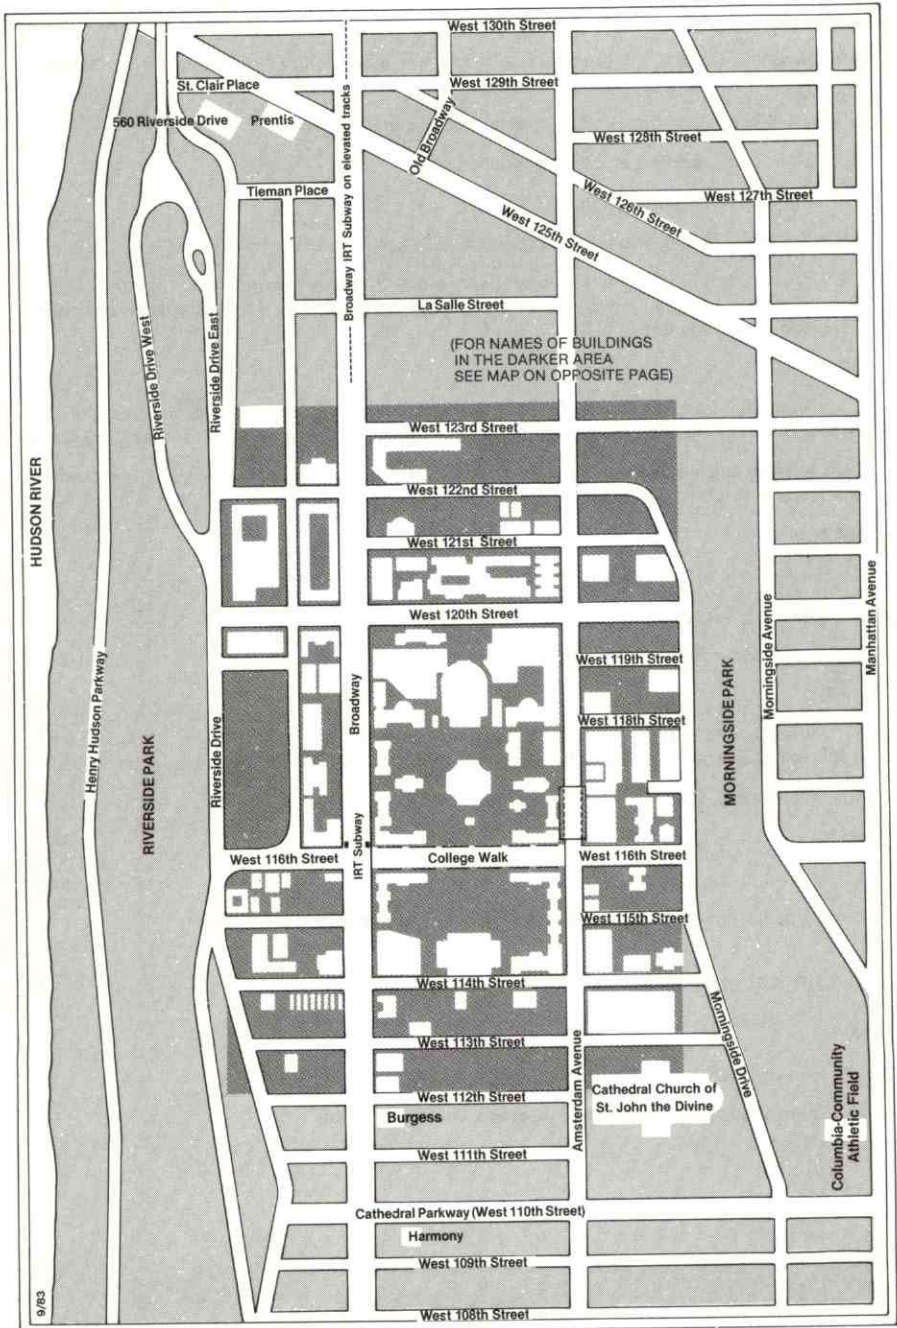 West 130th Street
St. Clair Place
West 129th Street
560 Riverside Drive
Prentis
Old Broadway
West 128th Street
Tieman Place
West 127th Street
West 126th Street
West 125th Street
Broadway IRT Subway on elevated tracks
La Salle Street
Riverside Drive West
Riverside Drive East
(FOR NAMES OF BUILDINGS
IN THE DARKER AREA
SEE MAP ON OPPOSITE PAGE)
West 123rd Street
West 122nd Street
HUDSON RIVER
West 121st Street
West 120th Street
West 119th Street
Morningside Avenue
Manhattan Avenue
Henry Hudson Parkway
RIVERSIDE PARK
Riverside Drive
Broadway
West 118th Street
MORNINGSIDE PARK
IRT Subway
West 116th Street
College Walk
West 116th Street
West 115th Street
West 114th Street
West 113th Street
Amsterdam Avenue
Morningside Drive
West 112th Street
Cathedral Church of
St. John the Divine
Columbia-Community
Athletic Field
Burgess
West 111th Street
Cathedral Parkway (West 110th Street)
Harmony
West 109th Street
9/83
West 108th Street